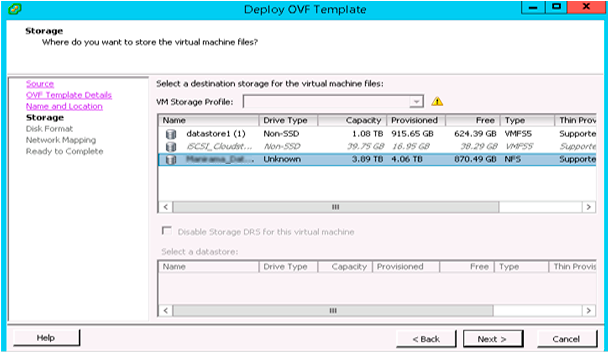 Deploy OVF Template
Storage
Where do you want to store the virtual machine files?
Source
OVF Template Details
Name and Location
Storage
Disk Format
Network Mapping
Ready to Complete
Select a destination storage for the virtual machine files:
VM Storage Profile:
Name Drive Type Capacity Provisioned Free Type Thin Prov
datastore1 (1) Non-SSD 1.08 TB 915.65 GB 624.39 GB VMFS5 Supporte
iSCSI_Cloudst... Non-SSD 39.75 GB 16.95 GB 38.29 GB VMFS5 Supporte
Unknown 3.89 TB 4.06 TB 870.49 GB NFS Supporte
Disable Storage DRS for this virtual machine
Select a datastore:
Name Drive Type Capacity Provisioned Free Type Thin Provis
Help < Back Next > Cancel